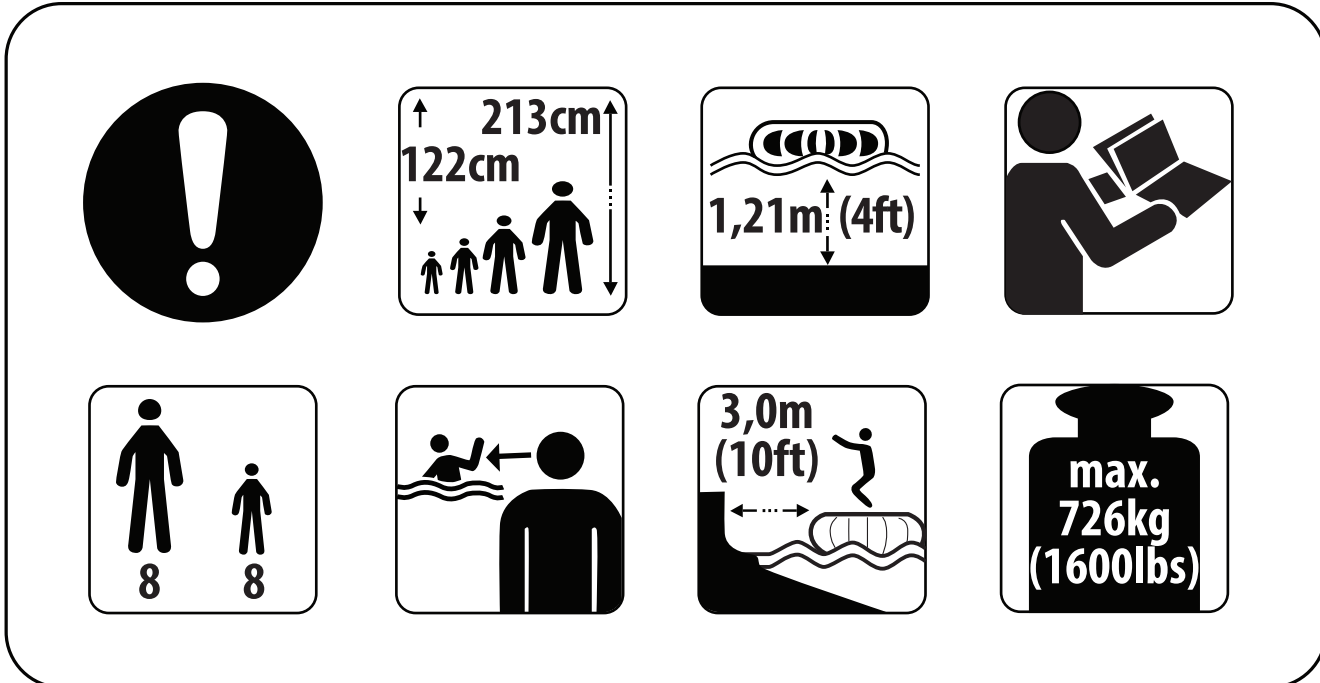 213cm
122cm
1,21m (4ft)
8
8
3,0m
(10ft)
max.
726kg
(1600lbs)